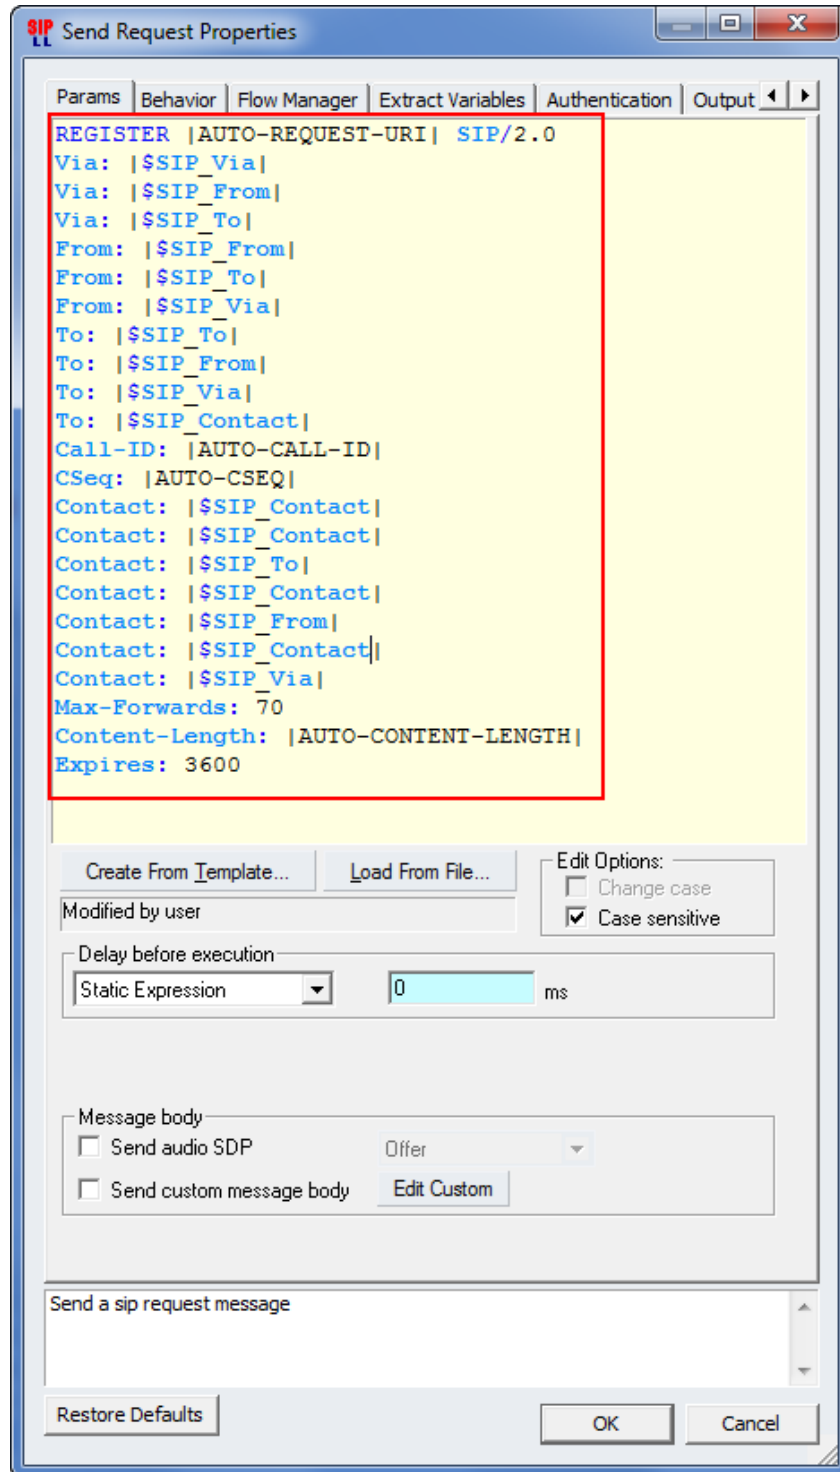 SIP
LL
Send Request Properties
Params Behavior Flow Manager Extract Variables Authentication Output
REGISTER |AUTO-REQUEST-URI| SIP/2.0
Via: |$SIP_Via|
Via: |$SIP_From|
Via: |$SIP_To|
From: |$SIP_From|
From: |$SIP_To|
From: |$SIP_Via|
To: |$SIP_To|
To: |$SIP_From|
To: |$SIP_Via|
To: |$SIP_Contact|
Call-ID: |AUTO-CALL-ID|
CSeq: |AUTO-CSEQ|
Contact: |$SIP_Contact|
Contact: |$SIP_Contact|
Contact: |$SIP_To|
Contact: |$SIP_Contact|
Contact: |$SIP_From|
Contact: |$SIP_Contact|
Contact: |$SIP_Via|
Max-Forwards: 70
Content-Length: |AUTO-CONTENT-LENGTH|
Expires: 3600
Create From Template... Load From File...
Edit Options:
Change case
Modified by user
Case sensitive
Delay before execution
Static Expression 0 ms
Message body
Send audio SDP Offer
Send custom message body Edit Custom
Send a sip request message
Restore Defaults OK Cancel